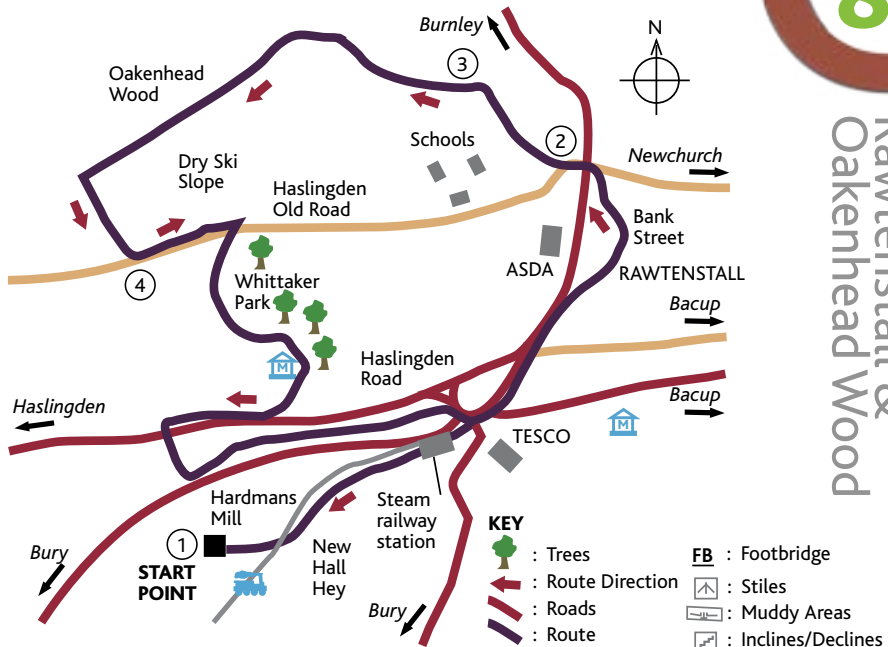 Burnley
N
8
Rawtenstall &
Oakenhead Wood
3
Oakenhead
Wood
Schools
2
Newchurch
Dry Ski
Slope
Haslingden
Old Road
Bank
Street
ASDA
RAWTENSTALL
4
Whittaker
Park
Bacup
M
Haslingden
Road
Haslingden
Bacup
M
TESCO
Hardmans
Mill
Steam
railway
station
1
START
POINT
New
Hall
Hey
Bury
Bury
KEY
: Trees
: Route Direction
: Roads
: Route
FB : Footbridge
: Stiles
: Muddy Areas
: Inclines/Declines